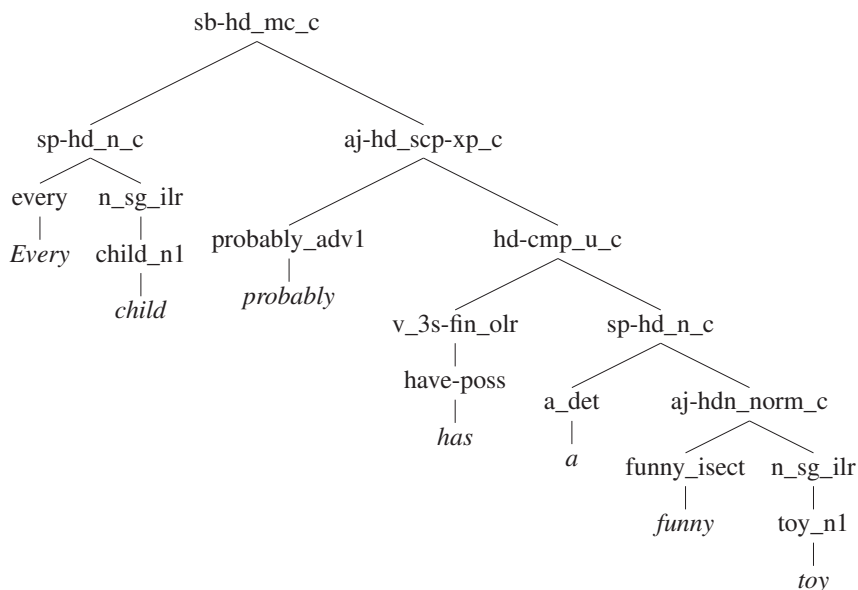 sb-hd_mc_c
sp-hd_n_c aj-hd_scp-xp_c
every n_sg_ilr probably_adv1 hd-cmp_u_c
Every child_n1 probably
child v_3s-fin_olr sp-hd_n_c
have-poss a_det aj-hdn_norm_c
has a funny_isect n_sg_ilr
funny toy_n1
toy